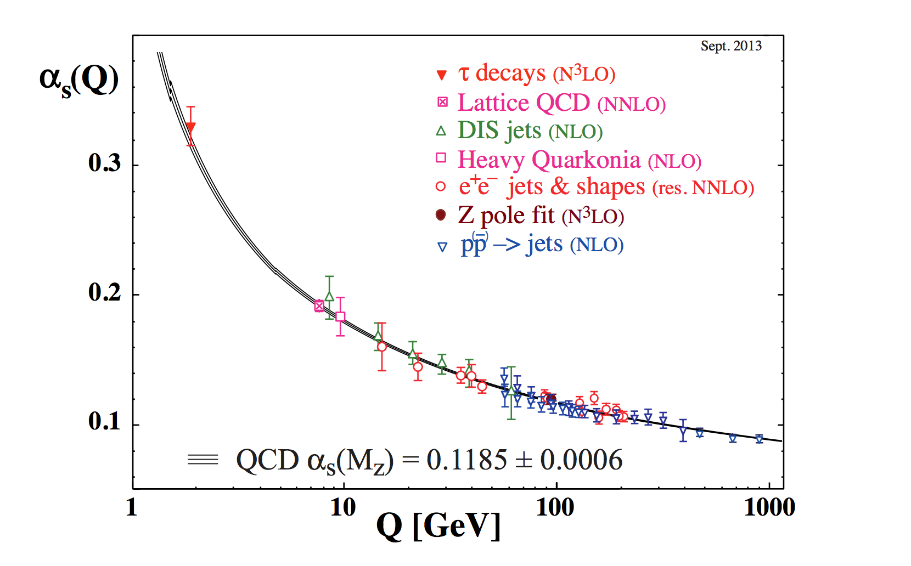 Sept. 2013
αs(Q)
τ decays (N³LO)
Lattice QCD (NNLO)
DIS jets (NLO)
Heavy Quarkonia (NLO)
e⁺e⁻ jets & shapes (res. NNLO)
Z pole fit (N³LO)
pp̄⁽⁻⁾ –> jets (NLO)
0.3
0.2
0.1
QCD αs(Mz) = 0.1185 ± 0.0006
1 10 100 1000
Q [GeV]